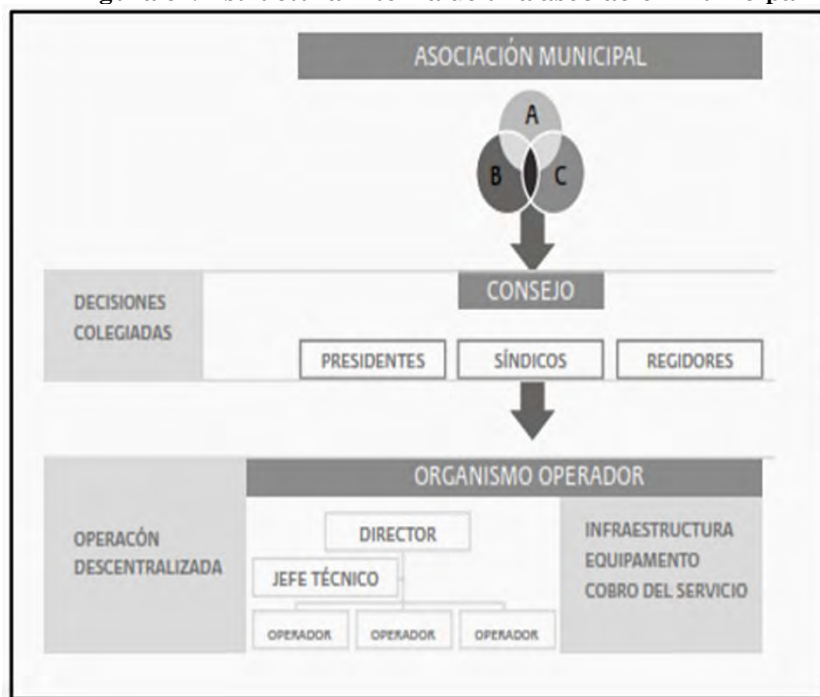 ASOCIACIÓN MUNICIPAL
A
B C
DECISIONES
COLEGIADAS
CONSEJO
PRESIDENTES SÍNDICOS REGIDORES
ORGANISMO OPERADOR
OPERACÓN
DESCENTRALIZADA
DIRECTOR
JEFE TÉCNICO
OPERADOR OPERADOR OPERADOR
INFRAESTRUCTURA
EQUIPAMENTO
COBRO DEL SERVICIO